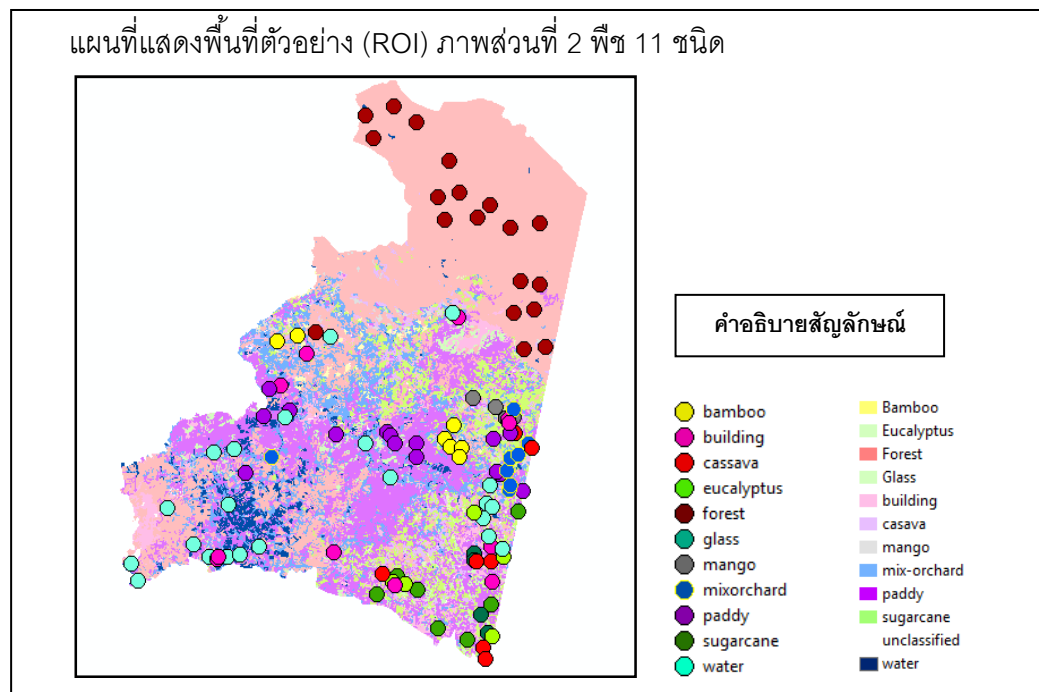 แผนที่แสดงพื้นที่ตัวอย่าง (ROI) ภาพส่วนที่ 2 พืช 11 ชนิด
คำอธิบายสัญลักษณ์
bamboo
building
cassava
eucalyptus
forest
glass
mango
mixorchard
paddy
sugarcane
water
Bamboo
Eucalyptus
Forest
Glass
building
casava
mango
mix-orchard
paddy
sugarcane
unclassified
water